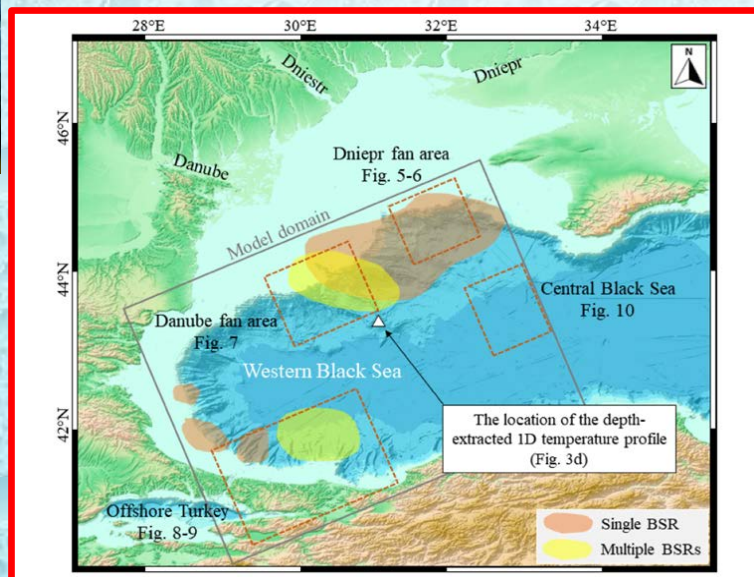 28°E
30°E
32°E
34°E
N
Dniestr
Dniepr
46°N
Danube
Dniepr fan area
Fig. 5-6
Model domain
44°N
Central Black Sea
Fig. 10
Danube fan area
Fig. 7
Western Black Sea
42°N
The location of the depth-
extracted 1D temperature profile
(Fig. 3d)
Offshore Turkey
Fig. 8-9
Single BSR
Multiple BSRs